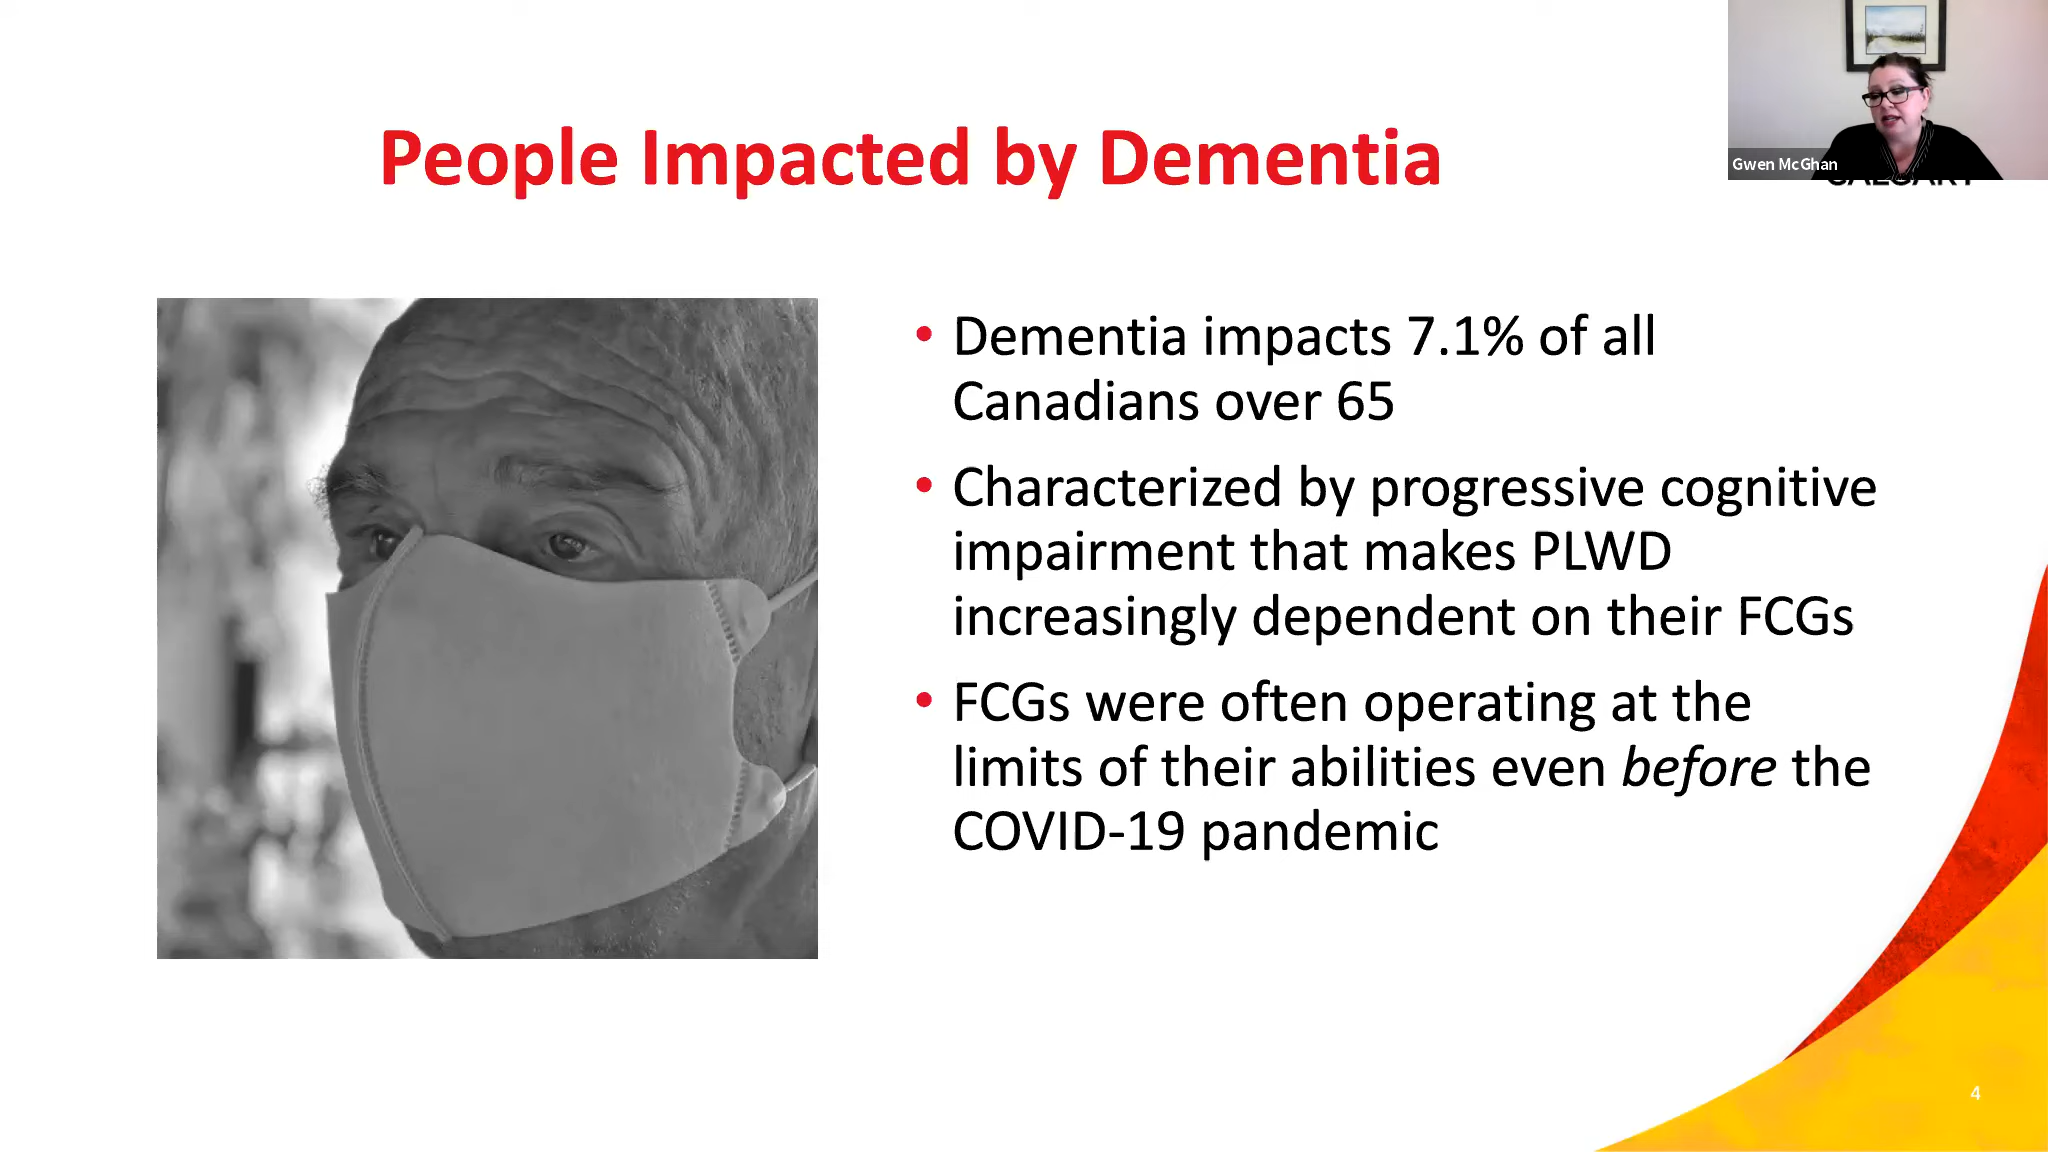 People Impacted by Dementia
Gwen McGhan
• Dementia impacts 7.1% of all
Canadians over 65
• Characterized by progressive cognitive
impairment that makes PLWD
increasingly dependent on their FCGs
• FCGs were often operating at the
limits of their abilities even before the
COVID-19 pandemic
4